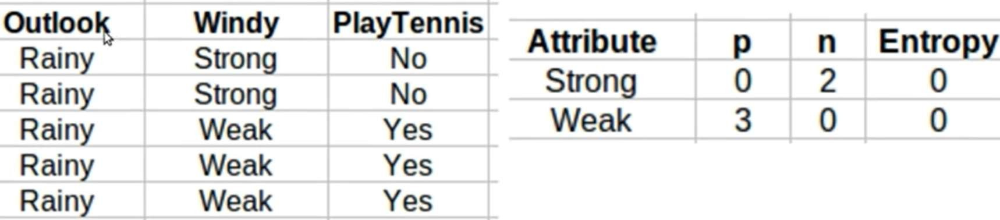 Outlook Windy PlayTennis
Rainy Strong No
Rainy Strong No
Rainy Weak Yes
Rainy Weak Yes
Rainy Weak Yes
Attribute p n Entropy
Strong 0 2 0
Weak 3 0 0